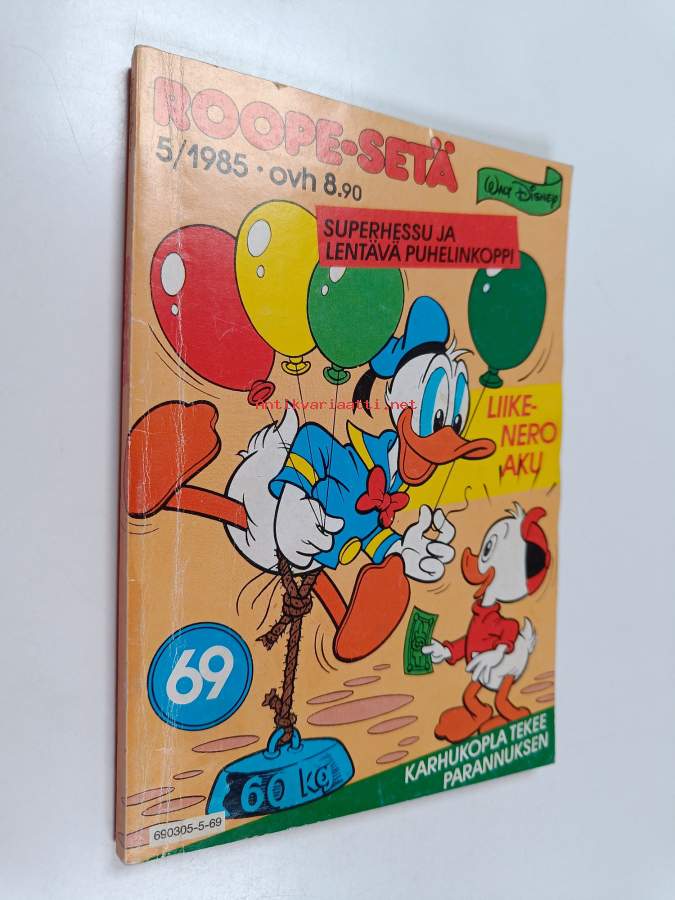 ROOPE-SETÄ
5/1985 · ovh 8.90
WALT DISNEY
SUPERHESSU JA
LENTÄVÄ PUHELINKOPPI
antikvariaatti.net
LIIKE-
NERO
AKU
69
60 kg
KARHUKOPLA TEKEE
PARANNUKSEN
690305-5-69